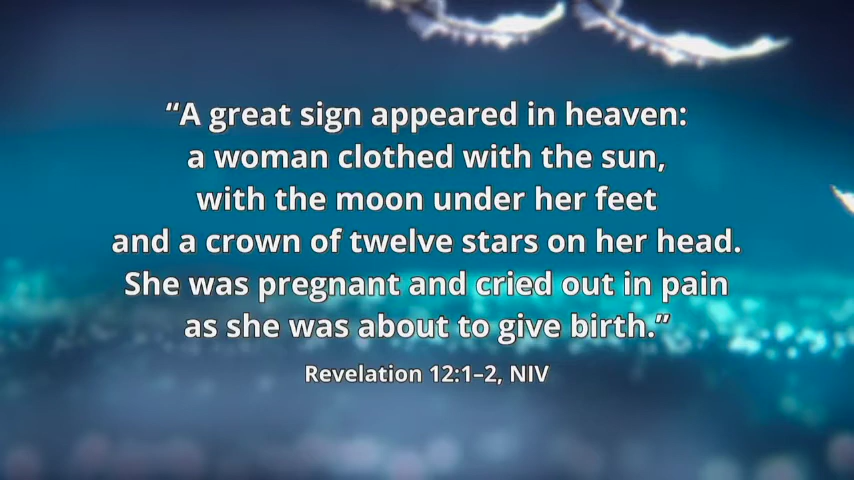 “A great sign appeared in heaven:
a woman clothed with the sun,
with the moon under her feet
and a crown of twelve stars on her head.
She was pregnant and cried out in pain
as she was about to give birth.”
Revelation 12:1–2, NIV